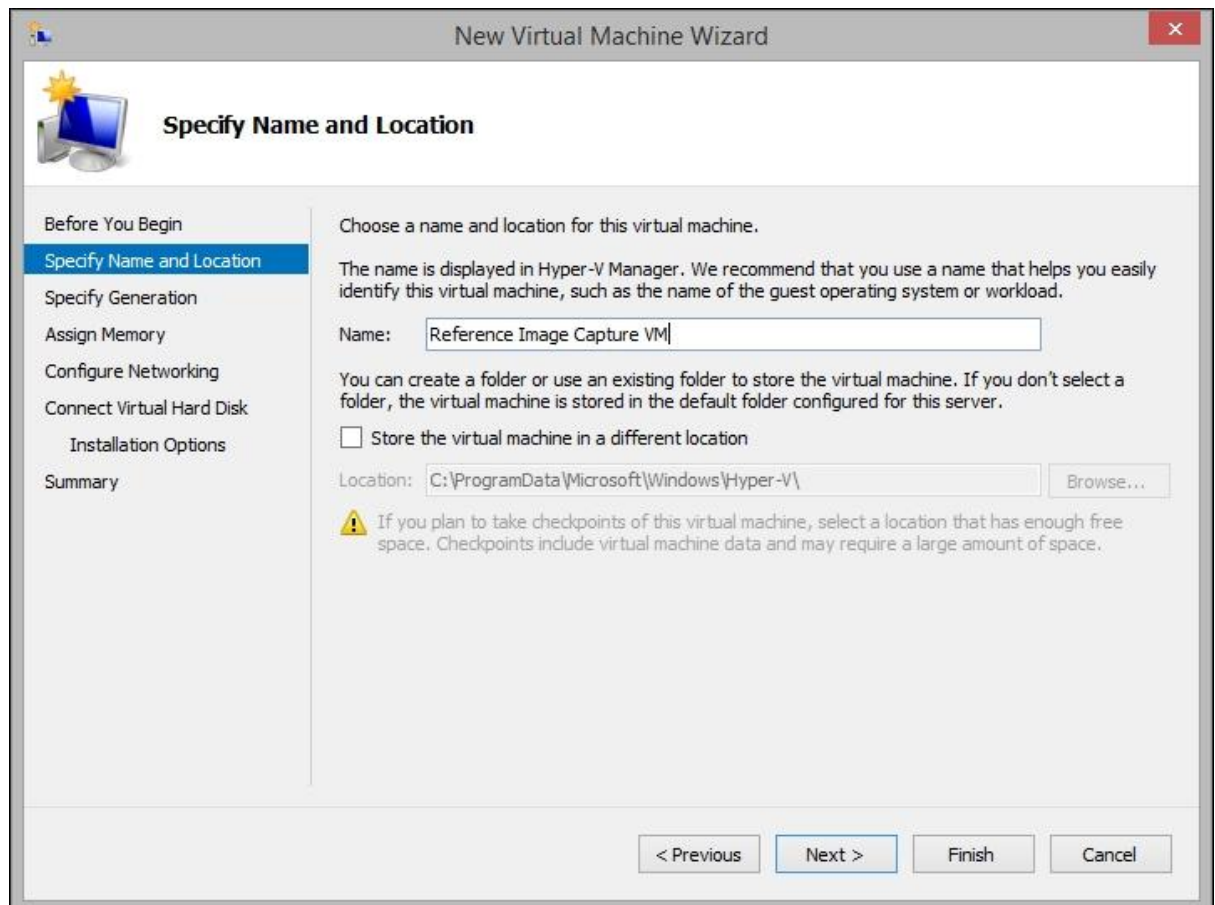 New Virtual Machine Wizard
Specify Name and Location
Before You Begin
Specify Name and Location
Specify Generation
Assign Memory
Configure Networking
Connect Virtual Hard Disk
Installation Options
Summary
Choose a name and location for this virtual machine.
The name is displayed in Hyper-V Manager. We recommend that you use a name that helps you easily
identify this virtual machine, such as the name of the guest operating system or workload.
Name: Reference Image Capture VM
You can create a folder or use an existing folder to store the virtual machine. If you don't select a
folder, the virtual machine is stored in the default folder configured for this server.
Store the virtual machine in a different location
Location: C:\ProgramData\Microsoft\Windows\Hyper-V\ Browse...
If you plan to take checkpoints of this virtual machine, select a location that has enough free
space. Checkpoints include virtual machine data and may require a large amount of space.
< Previous Next > Finish Cancel